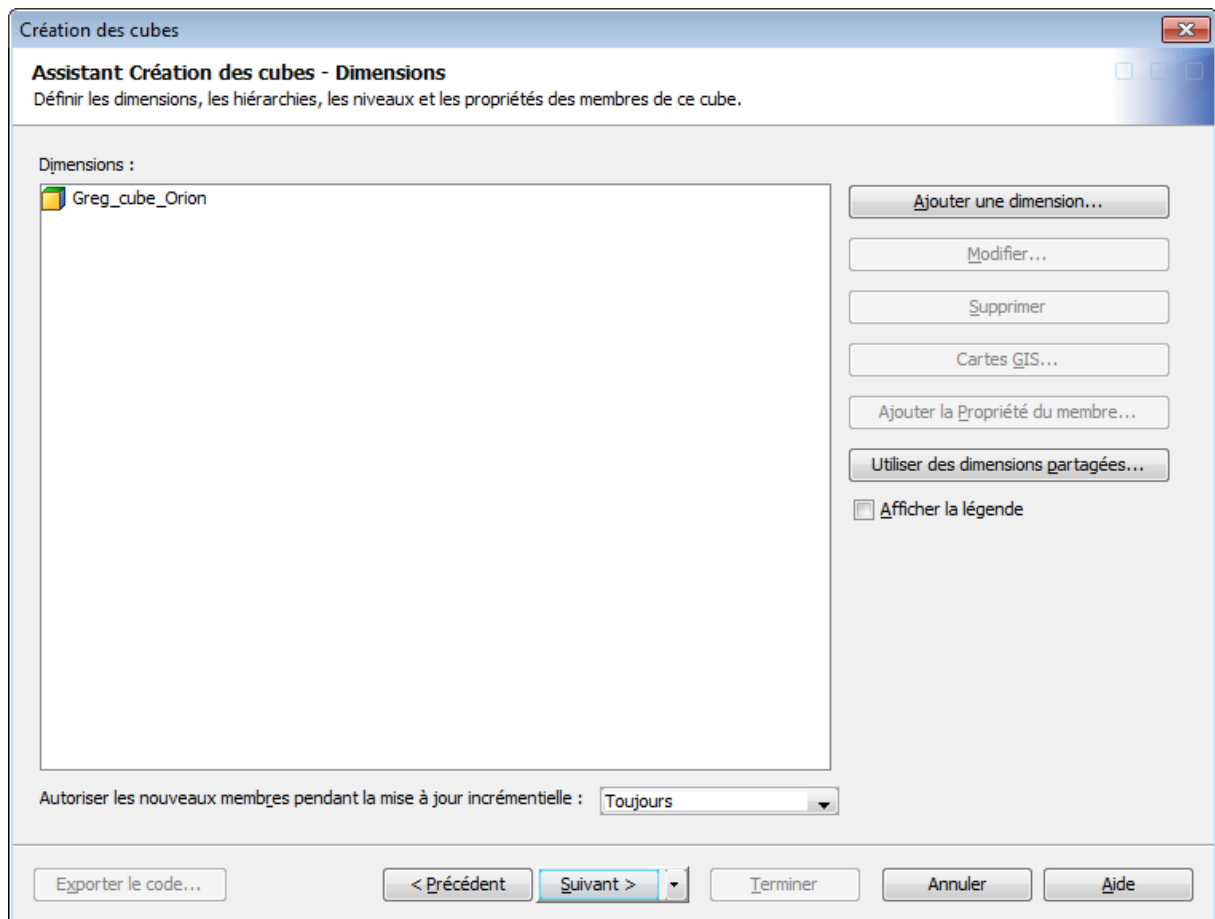 Création des cubes
Assistant Création des cubes - Dimensions
Définir les dimensions, les hiérarchies, les niveaux et les propriétés des membres de ce cube.
Dimensions :
Greg_cube_Orion
Ajouter une dimension...
Modifier...
Supprimer
Cartes GIS...
Ajouter la Propriété du membre...
Utiliser des dimensions partagées...
Afficher la légende
Autoriser les nouveaux membres pendant la mise à jour incrémentielle : Toujours
Exporter le code... < Précédent Suivant > Terminer Annuler Aide